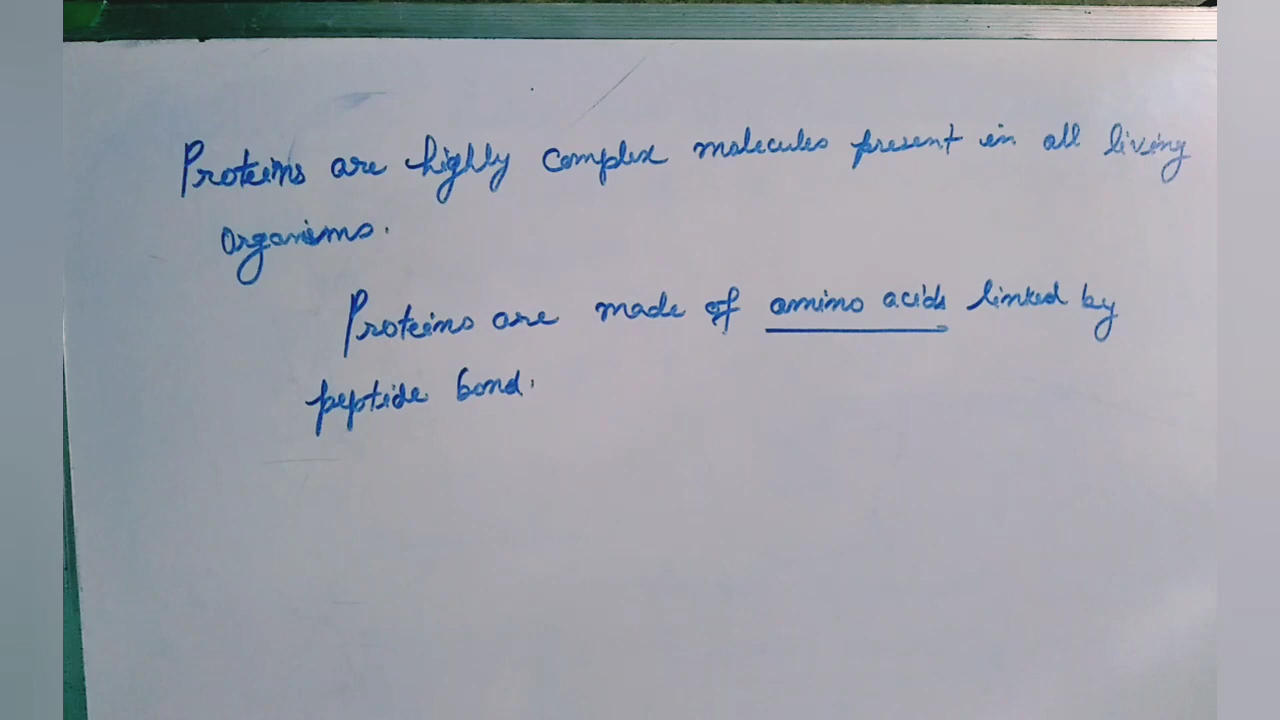 Proteins are highly complex molecules present in all living
organisms.
Proteins are made of amino acids linked by
peptide bond.